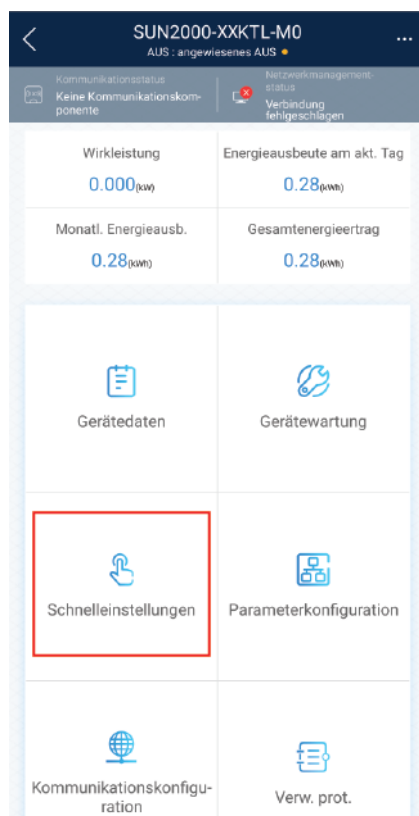 SUN2000-XXKTL-M0
AUS : angewiesenes AUS
Kommunikationsstatus
Keine Kommunikationskom-
ponente
Netzwerkmanagement-
status
Verbindung
fehlgeschlagen
Wirkleistung
0.000(kW)
Energieausbeute am akt. Tag
0.28(kWh)
Monatl. Energieausb.
0.28(kWh)
Gesamtenergieertrag
0.28(kWh)
Gerätedaten
Gerätewartung
Schnelleinstellungen
Parameterkonfiguration
Kommunikationskonfigu-
ration
Verw. prot.